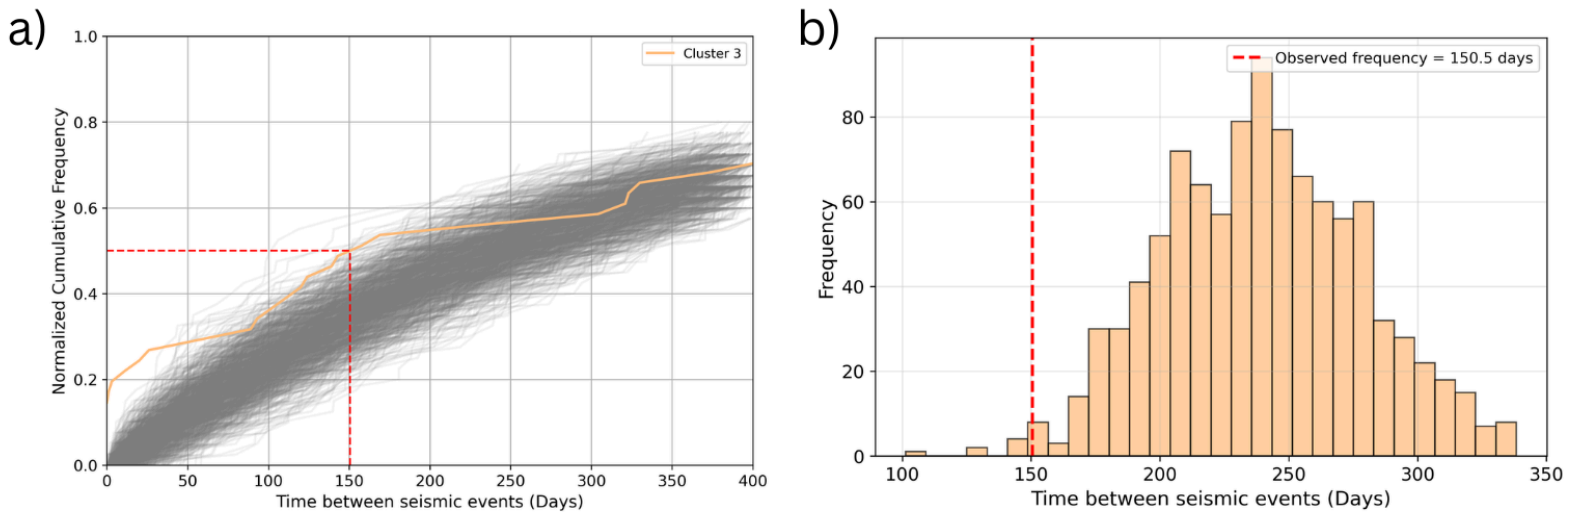 a)
1.0
0.8
0.6
0.4
0.2
0.0
Normalized Cumulative Frequency
Cluster 3
0 50 100 150 200 250 300 350 400
Time between seismic events (Days)
b)
80
60
40
20
0
Frequency
Observed frequency = 150.5 days
100 150 200 250 300 350
Time between seismic events (Days)